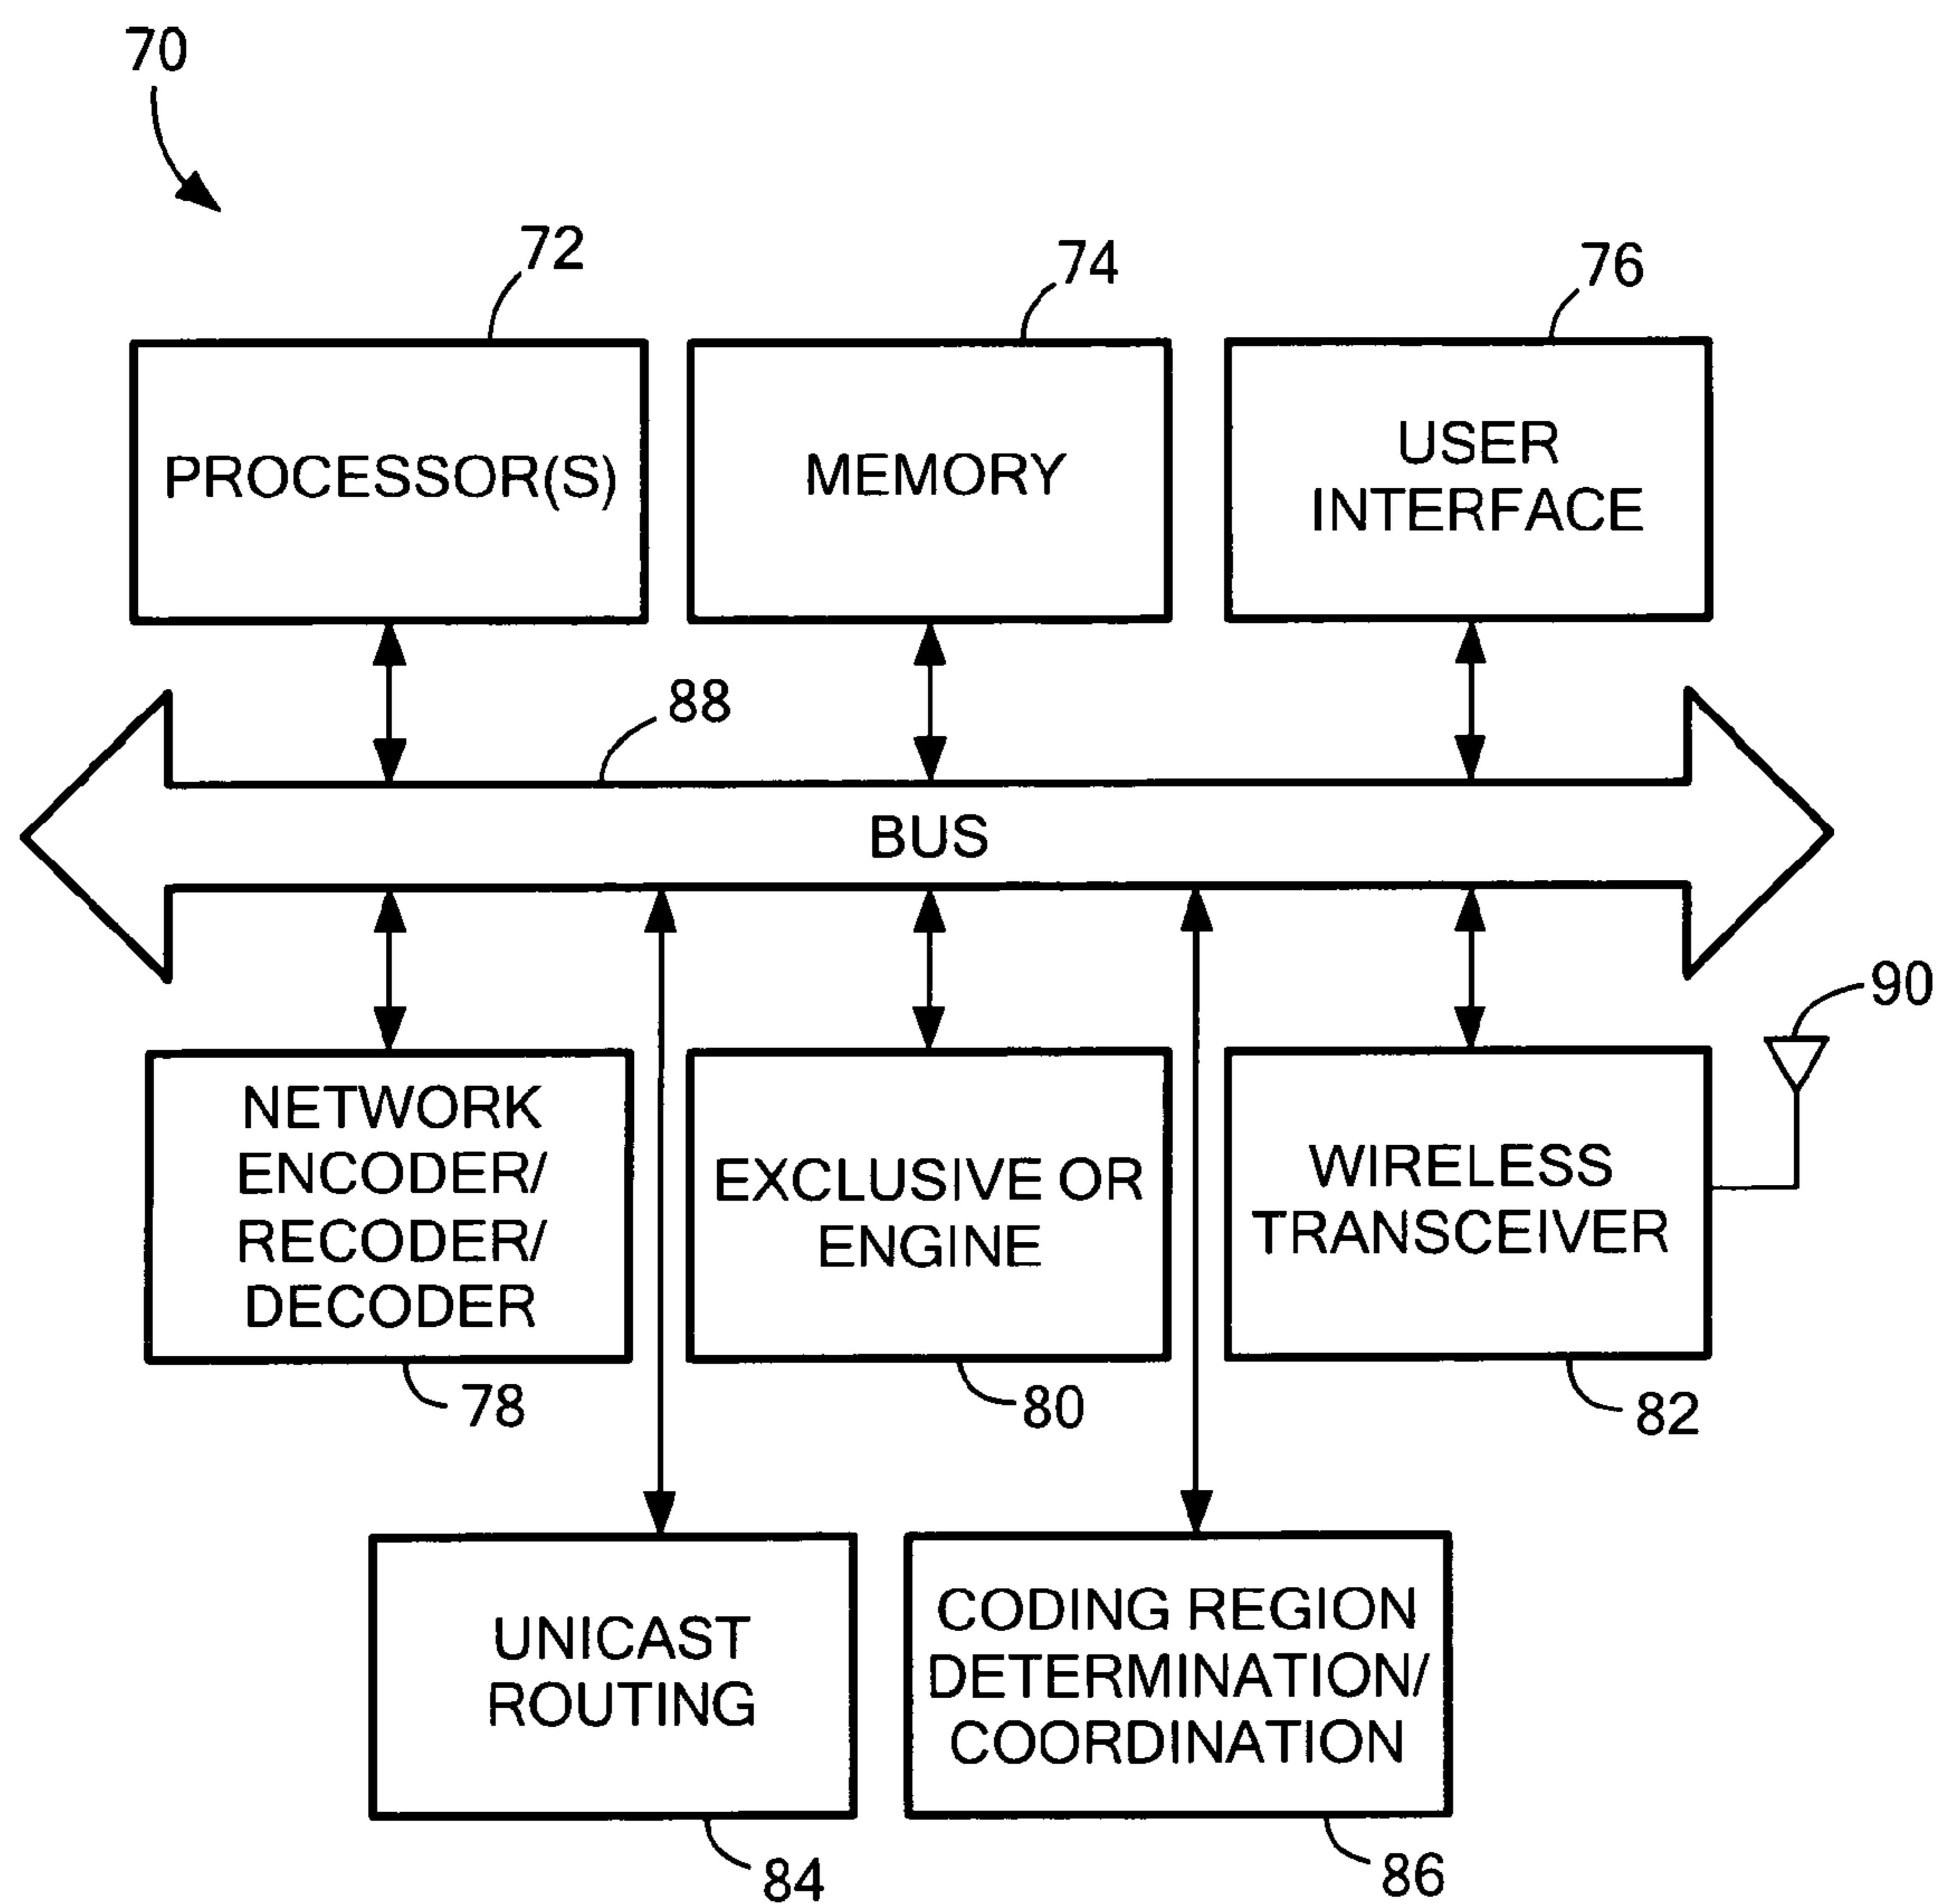 70
72
74
76
PROCESSOR(S)
MEMORY
USER
INTERFACE
88
BUS
90
NETWORK
ENCODER/
RECODER/
DECODER
EXCLUSIVE OR
ENGINE
WIRELESS
TRANSCEIVER
78
80
82
UNICAST
ROUTING
CODING REGION
DETERMINATION/
COORDINATION
84
86